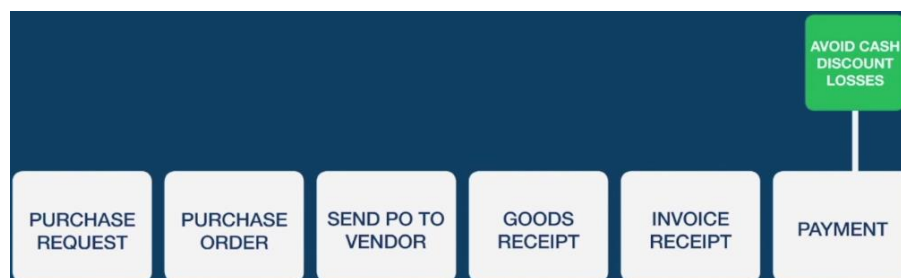 AVOID CASH
DISCOUNT
LOSSES
PURCHASE
REQUEST
PURCHASE
ORDER
SEND PO TO
VENDOR
GOODS
RECEIPT
INVOICE
RECEIPT
PAYMENT